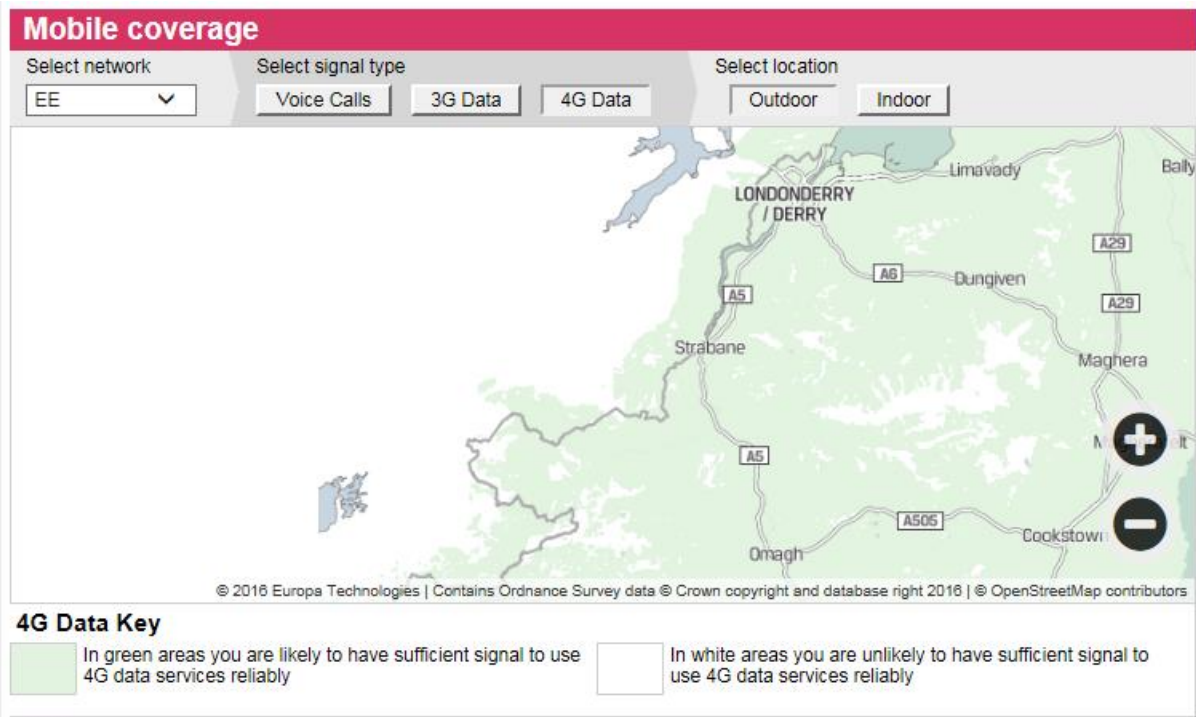 Mobile coverage
Select network
Select signal type
Select location
EE
Voice Calls
3G Data
4G Data
Outdoor
Indoor
Limavady
Bally
LONDONDERRY
/ DERRY
A29
A6
Dungiven
A5
A29
Strabane
Maghera
A5
A505
Cookstown
Omagh
© 2016 Europa Technologies | Contains Ordnance Survey data © Crown copyright and database right 2016 | © OpenStreetMap contributors
4G Data Key
In green areas you are likely to have sufficient signal to use
4G data services reliably
In white areas you are unlikely to have sufficient signal to
use 4G data services reliably